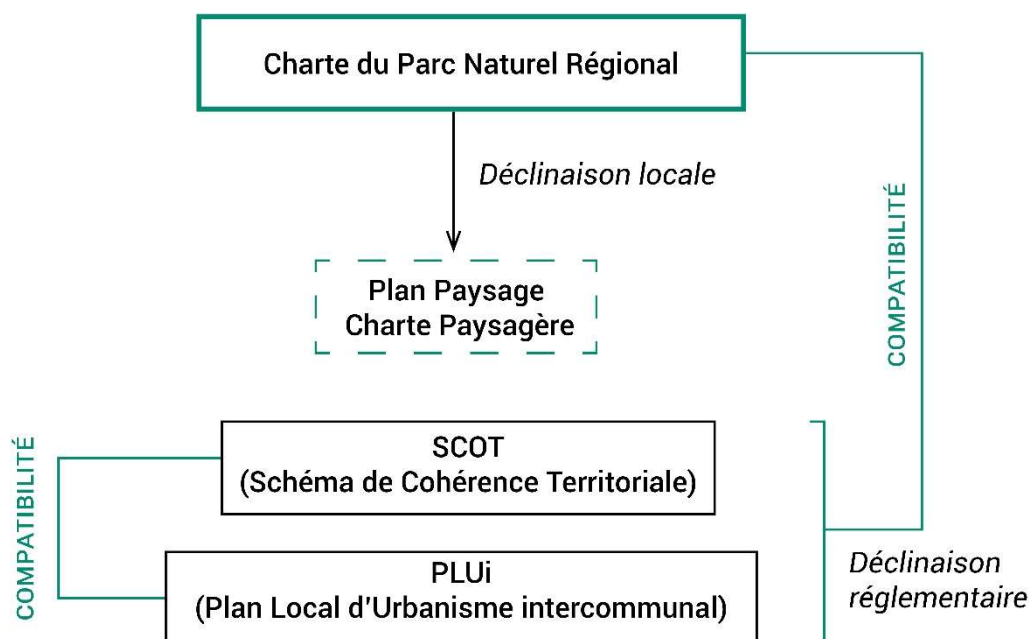 Charte du Parc Naturel Régional
Déclinaison locale
Plan Paysage
Charte Paysagère
COMPATIBILITÉ
COMPATIBILITÉ
SCOT
(Schéma de Cohérence Territoriale)
PLUi
(Plan Local d'Urbanisme intercommunal)
Déclinaison
réglementaire